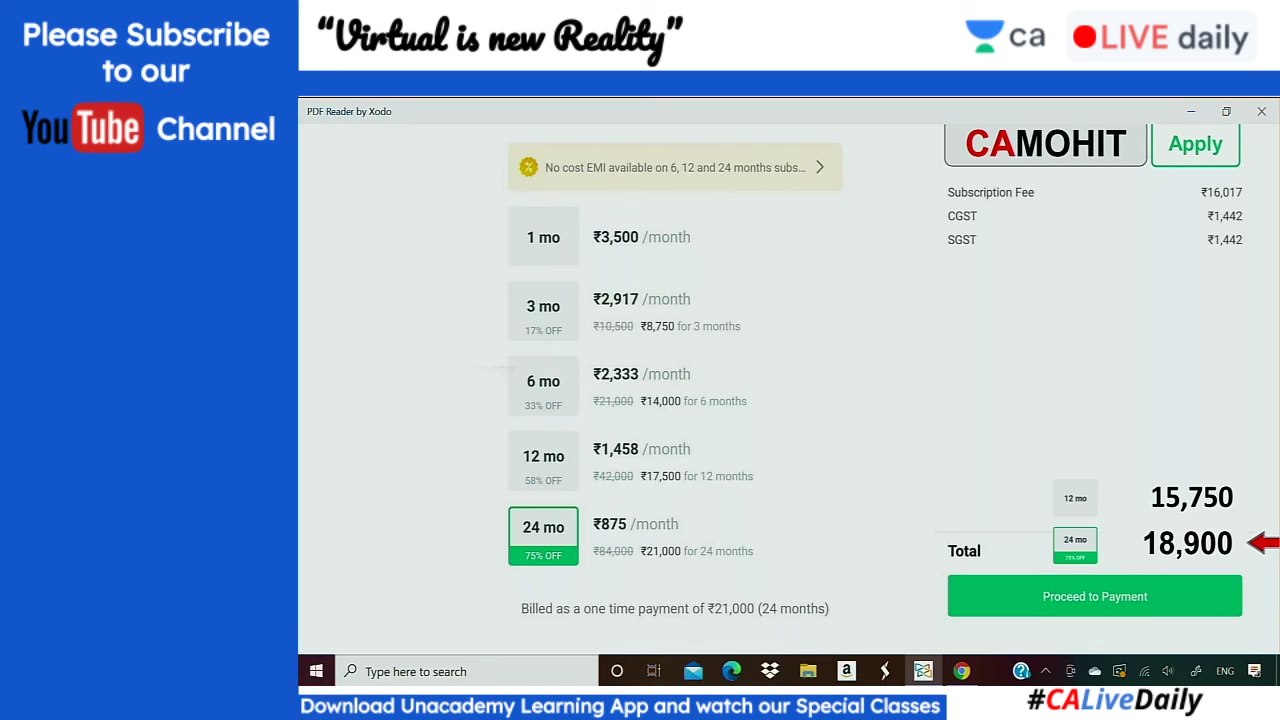 Please Subscribe
to our
YouTube Channel
“Virtual is new Reality”
ca
LIVE daily
PDF Reader by Xodo
No cost EMI available on 6, 12 and 24 months subs...
1 mo
₹3,500 /month
3 mo
17% OFF
₹2,917 /month
₹10,500 ₹8,750 for 3 months
6 mo
33% OFF
₹2,333 /month
₹21,000 ₹14,000 for 6 months
12 mo
58% OFF
₹1,458 /month
₹42,000 ₹17,500 for 12 months
24 mo
75% OFF
₹875 /month
₹84,000 ₹21,000 for 24 months
Billed as a one time payment of ₹21,000 (24 months)
CAMOHIT Apply
Subscription Fee ₹16,017
CGST ₹1,442
SGST ₹1,442
12 mo 15,750
Total 24 mo 18,900
75% OFF
Proceed to Payment
Type here to search
ENG
Download Unacademy Learning App and watch our Special Classes
#CALiveDaily